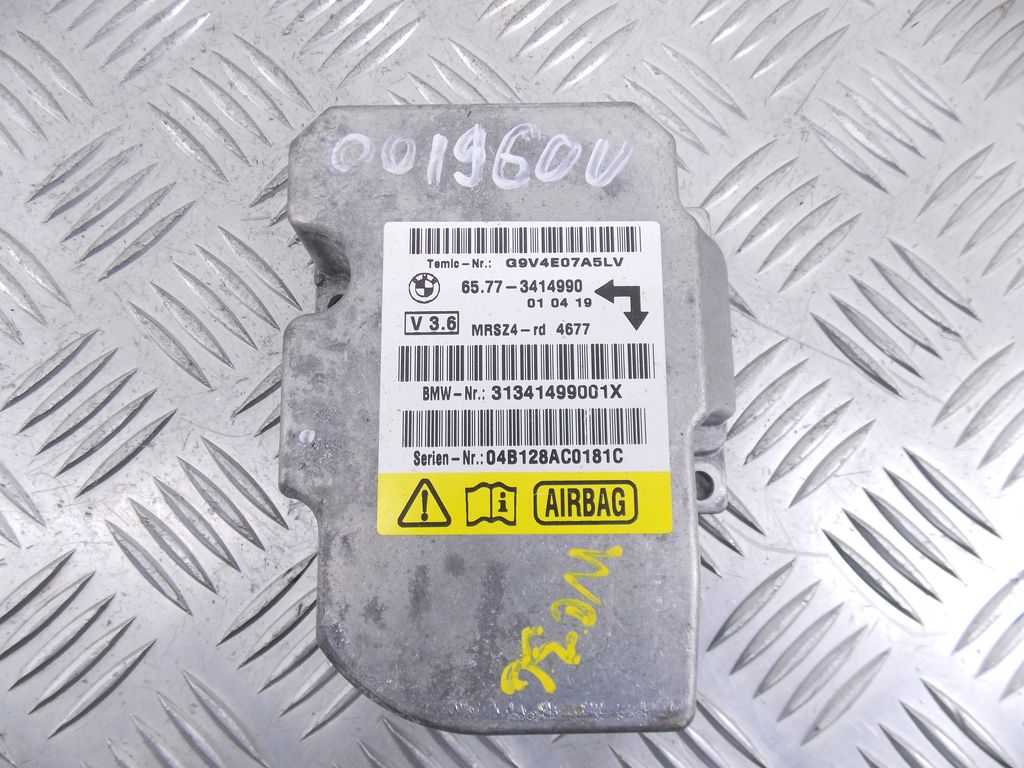 001960U
Temic-Nr.: G9V4E07A5LV
65.77-3414990
01 04 19
V 3.6
MRSZ4-rd 4677
BMW-Nr.: 31341499001X
Serien-Nr.: 04B128AC0181C
AIRBAG